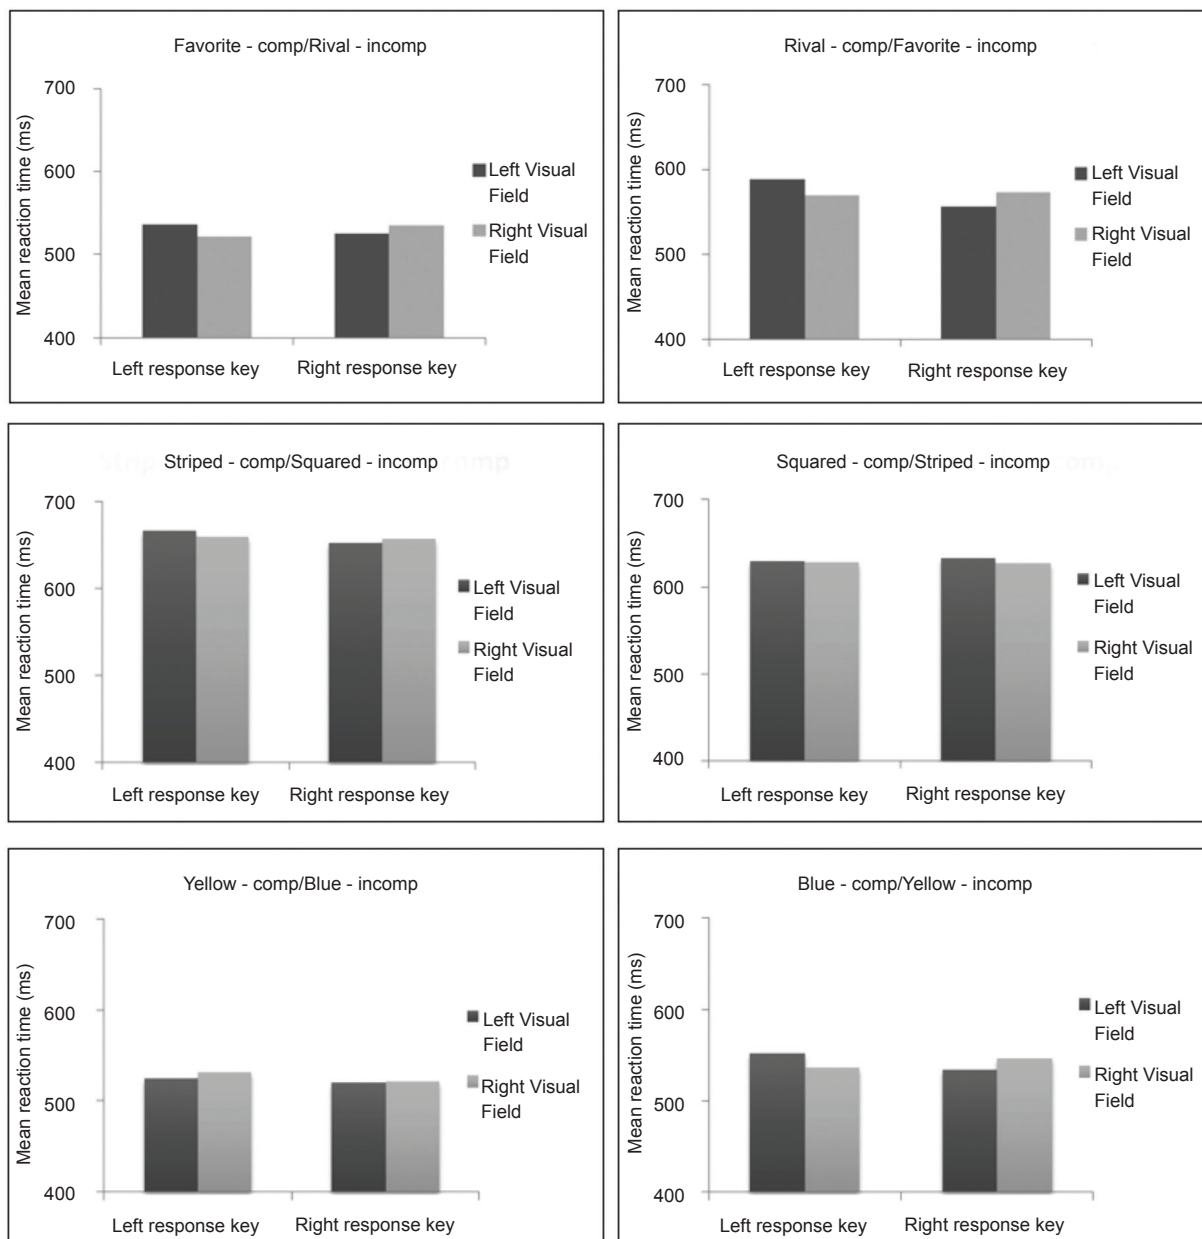 Favorite - comp/Rival - incomp
Mean reaction time (ms)
700
600
500
400
Left response key
Right response key
Left Visual
Field
Right Visual
Field
Rival - comp/Favorite - incomp
Mean reaction time (ms)
700
600
500
400
Left response key
Right response key
Left Visual
Field
Right Visual
Field
Striped - comp/Squared - incomp
Mean reaction time (ms)
700
600
500
400
Left response key
Right response key
Left Visual
Field
Right Visual
Field
Squared - comp/Striped - incomp
Mean reaction time (ms)
700
600
500
400
Left response key
Right response key
Left Visual
Field
Right Visual
Field
Yellow - comp/Blue - incomp
Mean reaction time (ms)
700
600
500
400
Left response key
Right response key
Left Visual
Field
Right Visual
Field
Blue - comp/Yellow - incomp
Mean reaction time (ms)
700
600
500
400
Left response key
Right response key
Left Visual
Field
Right Visual
Field